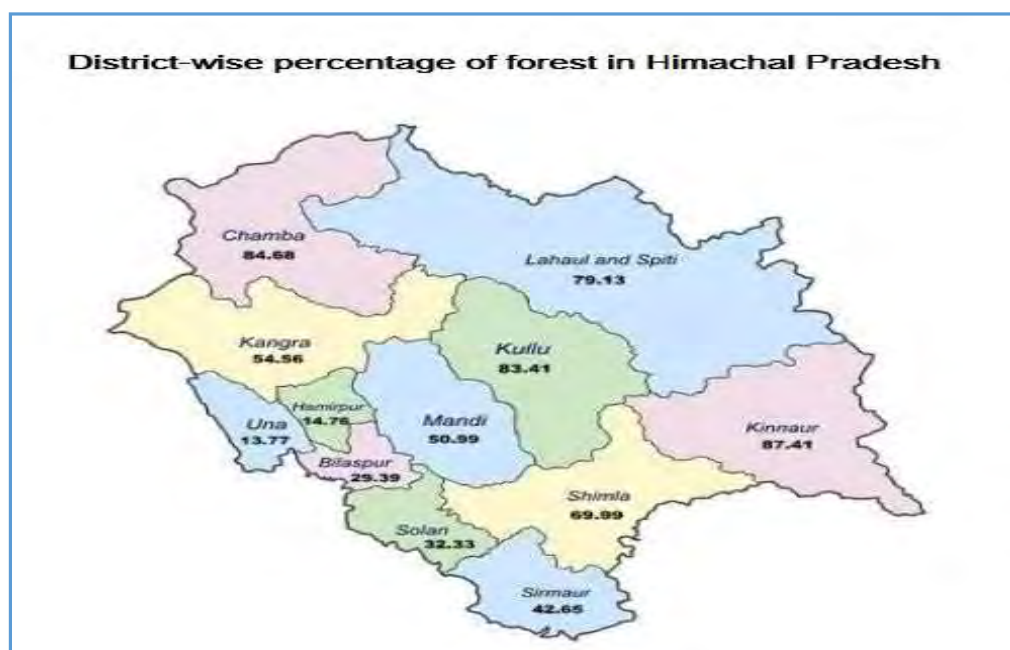 District-wise percentage of forest in Himachal Pradesh
Chamba
84.68
Lahaul and Spiti
79.13
Kangra
54.56
Kullu
83.41
Hamirpur
14.76
Una
13.77
Mandi
50.99
Kinnaur
87.41
Bilaspur
29.39
Shimla
69.99
Solan
32.33
Sirmaur
42.65